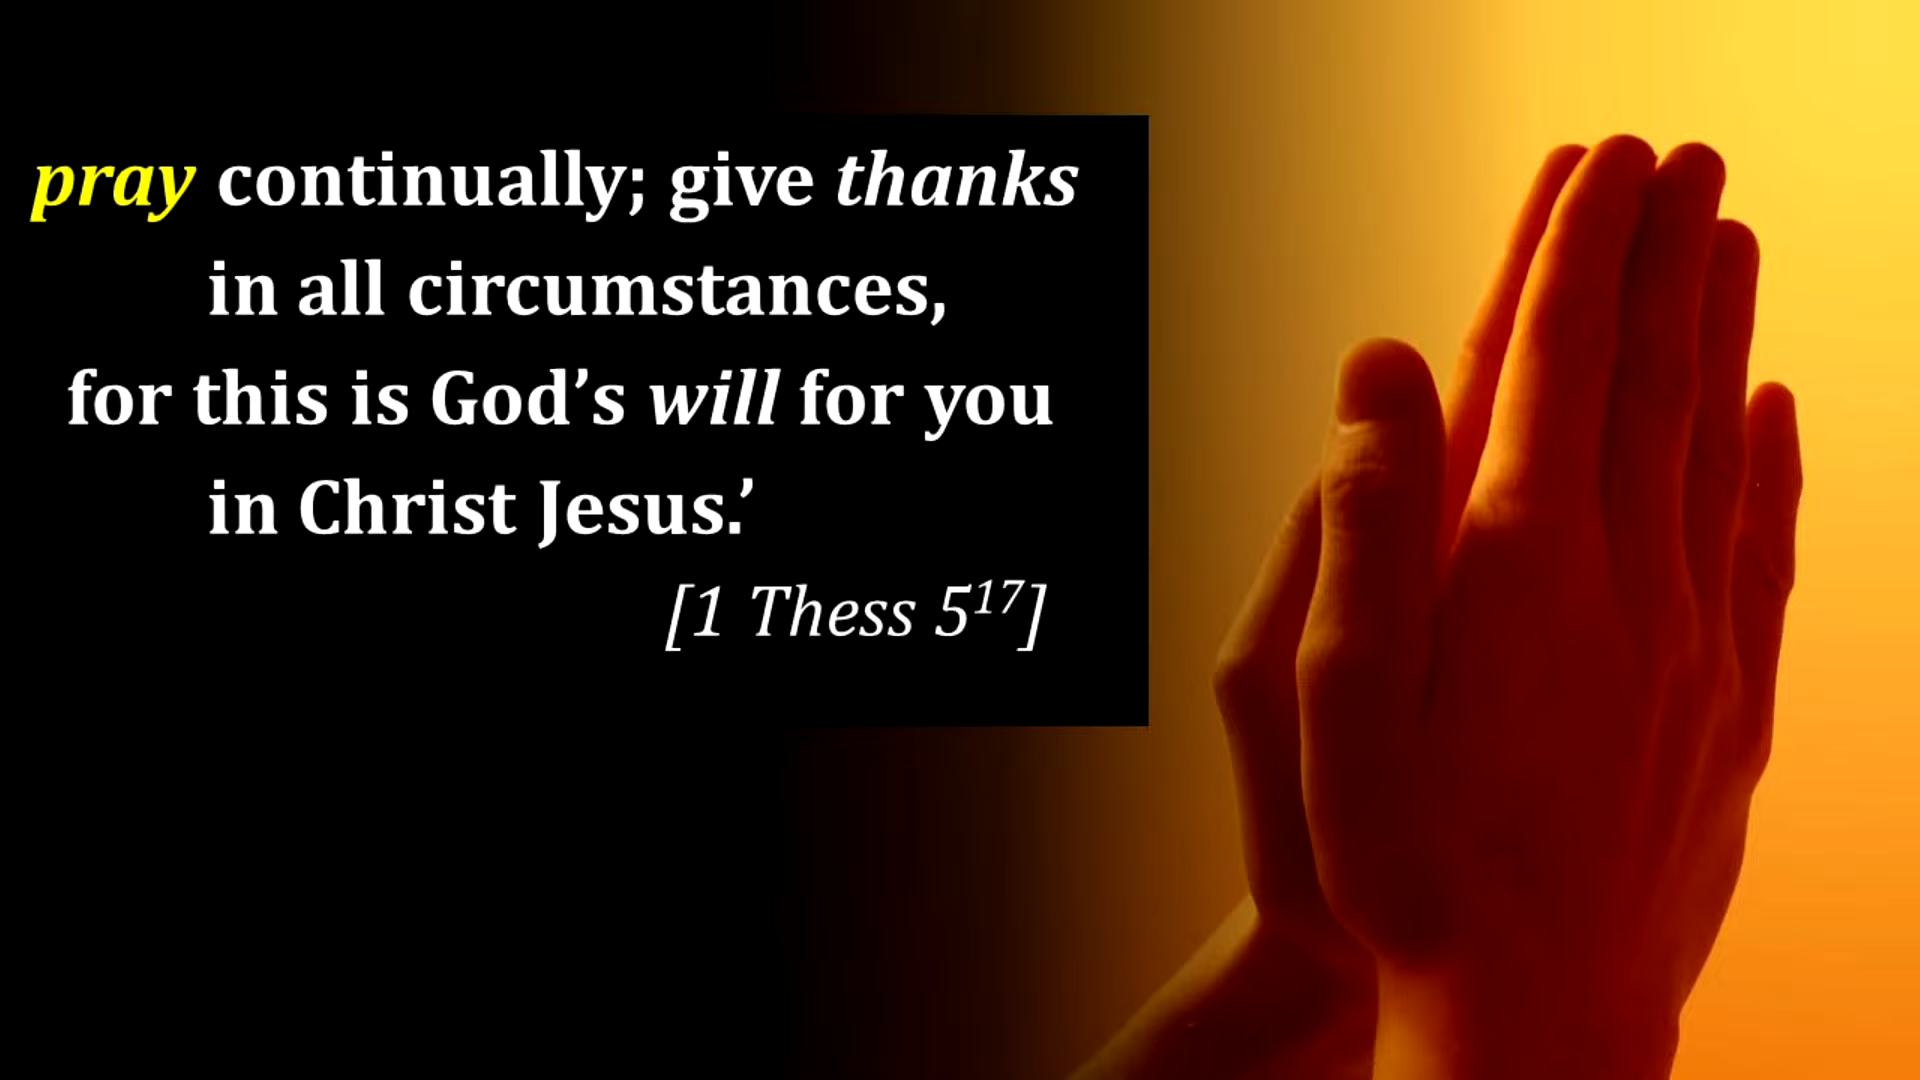 pray continually; give thanks
in all circumstances,
for this is God’s will for you
in Christ Jesus.’
[1 Thess 5¹⁷]